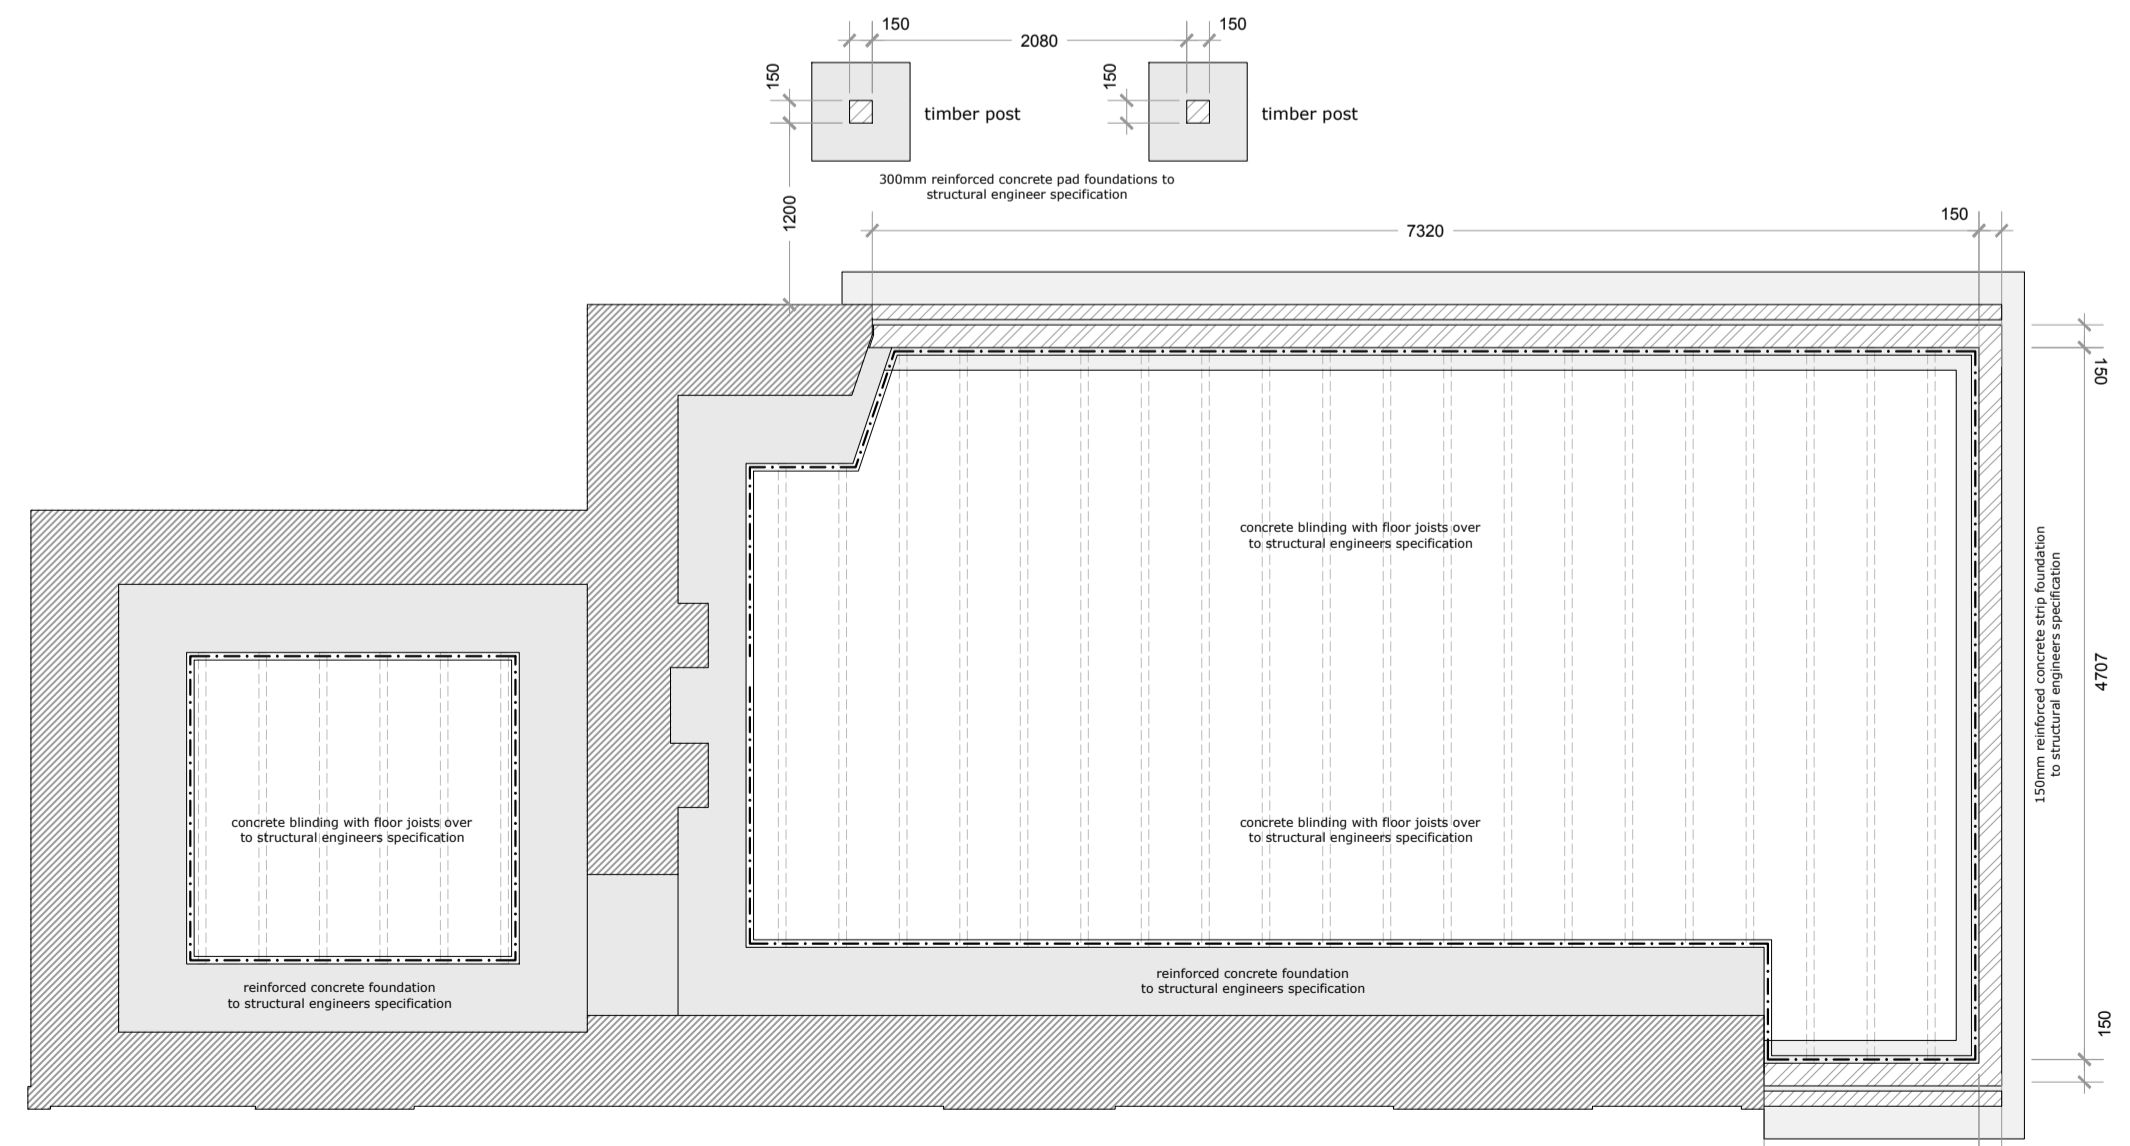 150
2080
150
150
150
timber post
timber post
300mm reinforced concrete pad foundations to
structural engineer specification
1200
7320
150
150
concrete blinding with floor joists over
to structural engineers specification
150mm reinforced concrete strip foundation
to structural engineers specification
4707
concrete blinding with floor joists over
to structural engineers specification
concrete blinding with floor joists over
to structural engineers specification
reinforced concrete foundation
to structural engineers specification
reinforced concrete foundation
to structural engineers specification
150